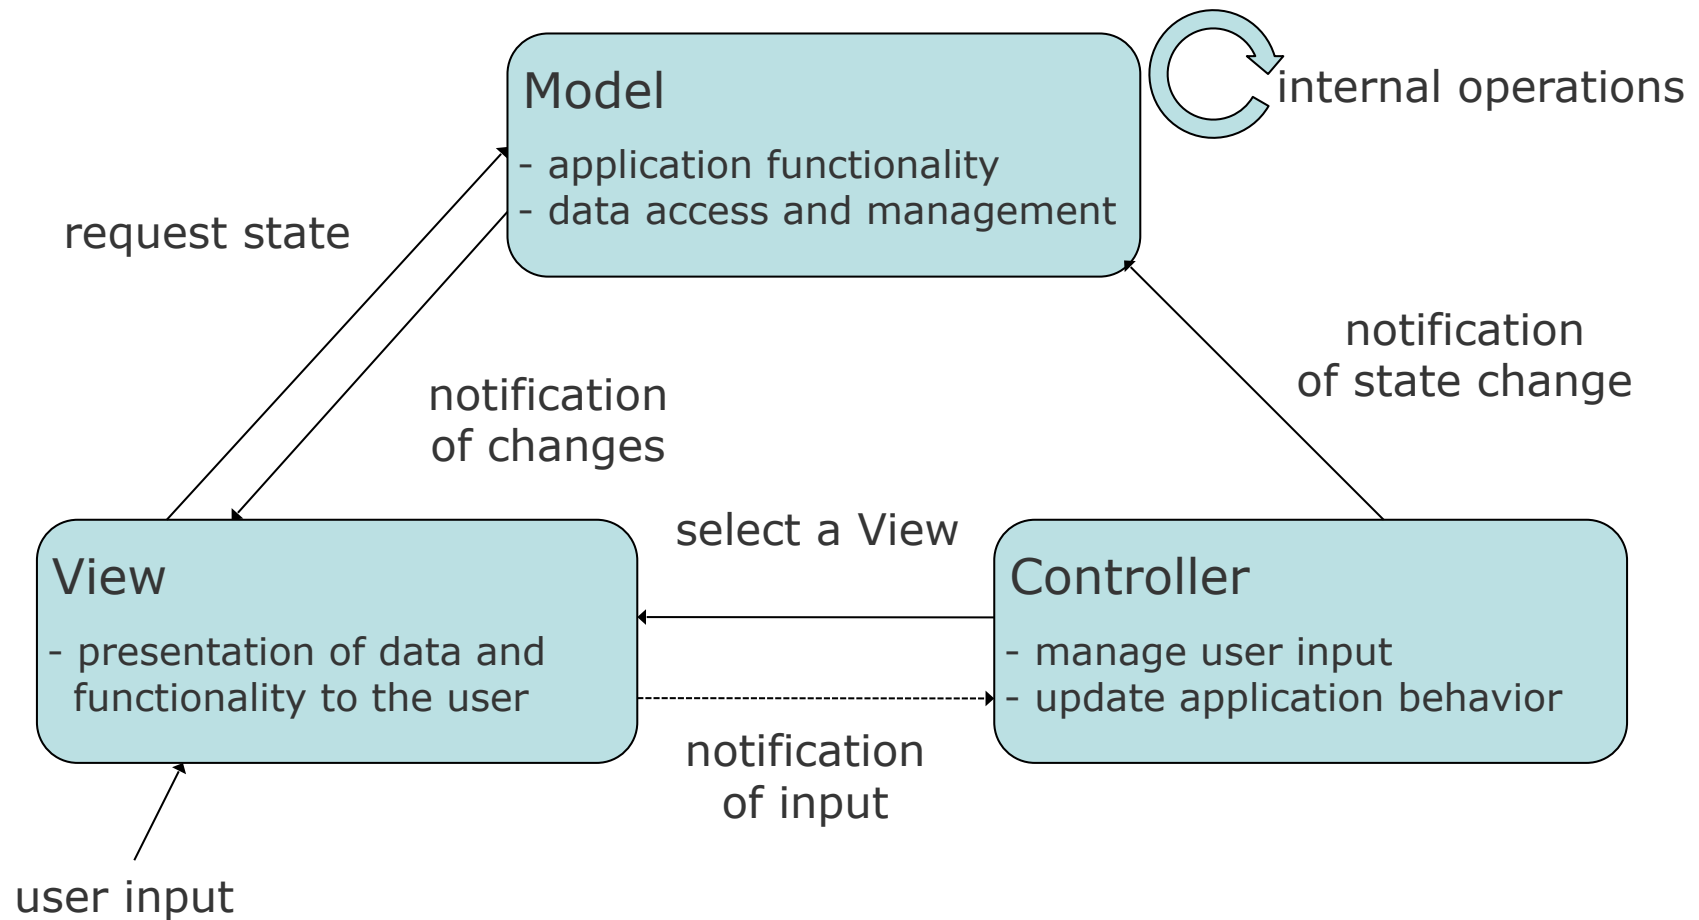 Model
internal operations
- application functionality
- data access and management
request state
notification
of state change
notification
of changes
select a View
View
- presentation of data and
functionality to the user
Controller
- manage user input
- update application behavior
notification
of input
user input